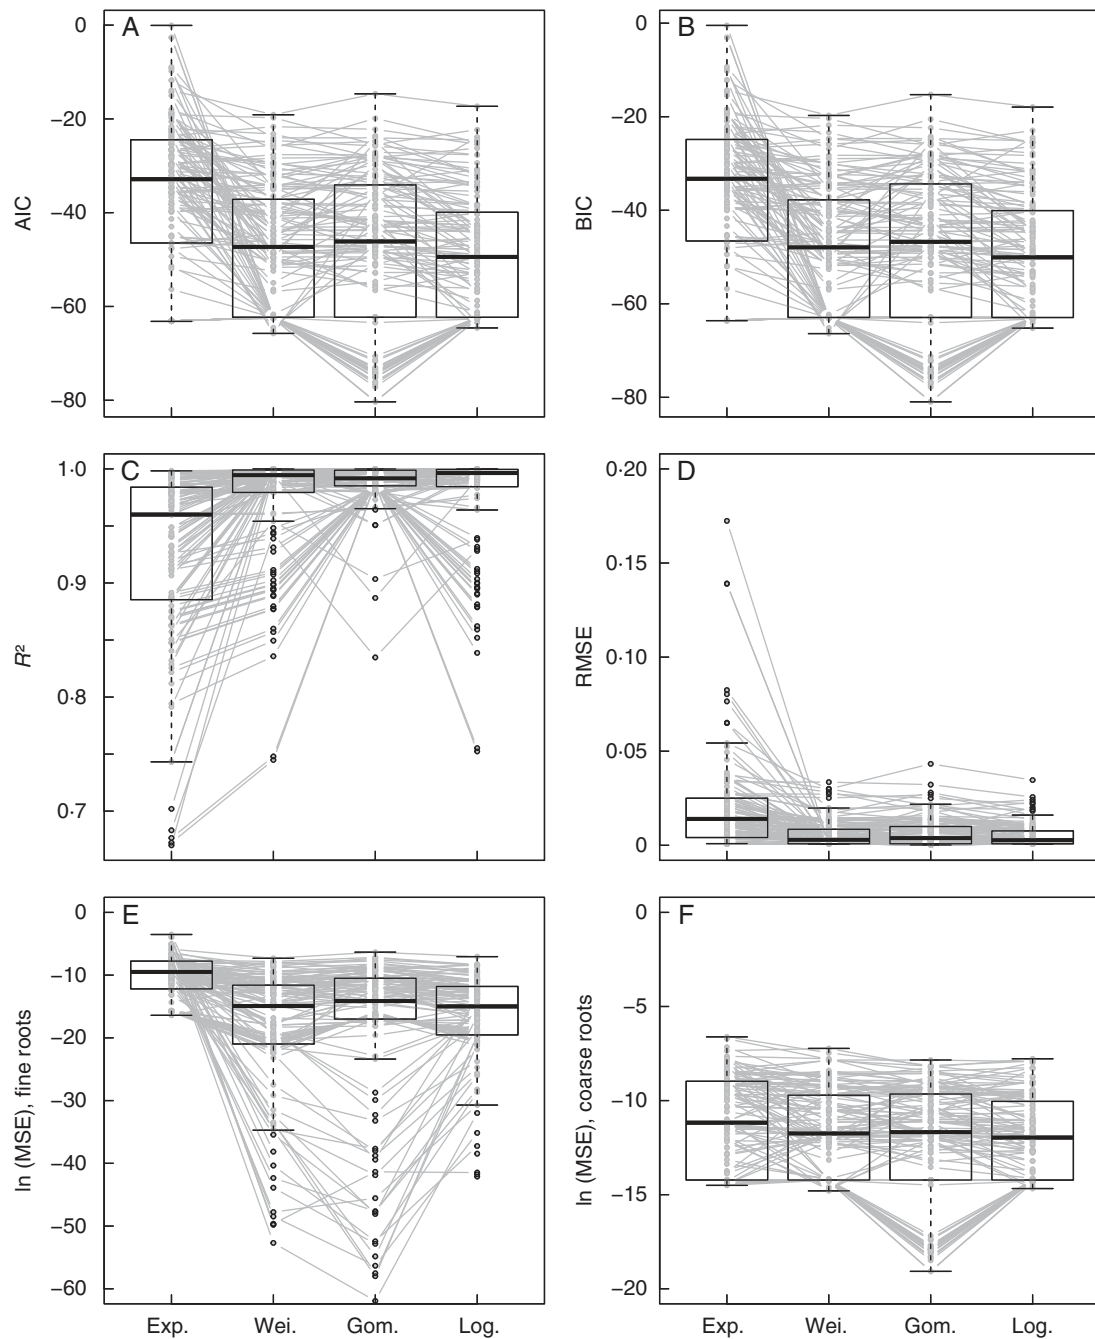 A
AIC
0
−20
−40
−60
−80
B
BIC
0
−20
−40
−60
−80
C
R²
1·0
0·9
0·8
0·7
D
RMSE
0·20
0·15
0·10
0·05
0
E
ln (MSE), fine roots
0
−10
−20
−30
−40
−50
−60
Exp. Wei. Gom. Log.
F
ln (MSE), coarse roots
0
−5
−10
−15
−20
Exp. Wei. Gom. Log.